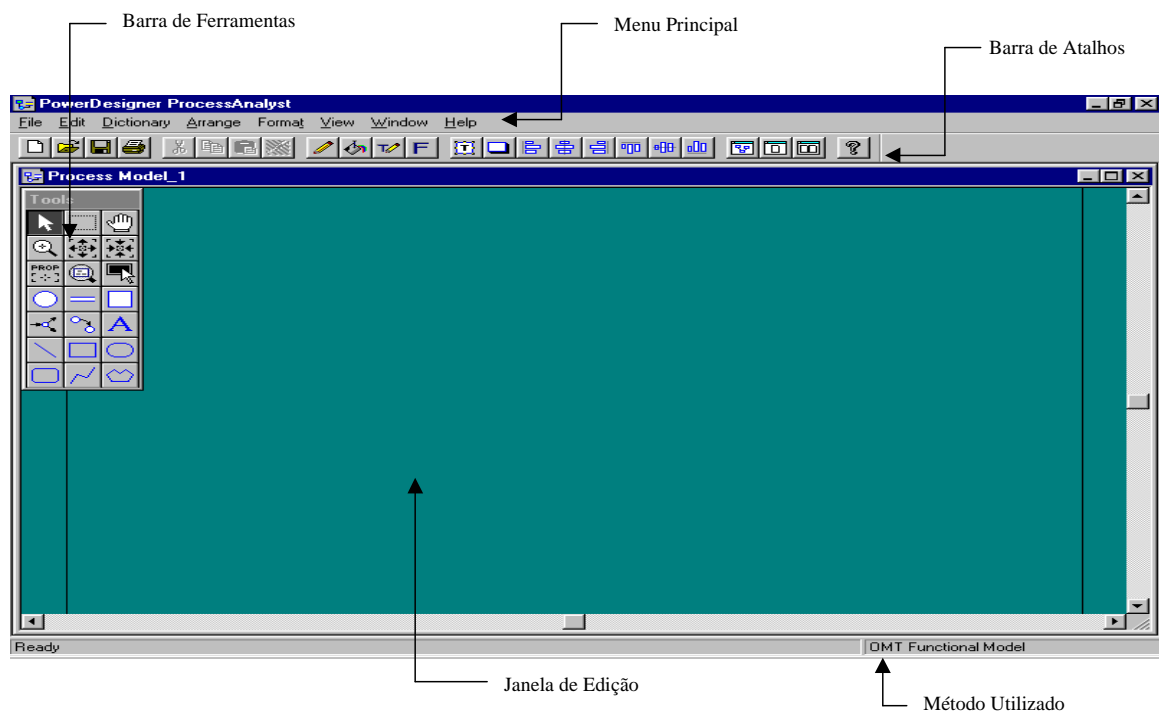 Barra de Ferramentas
Menu Principal
Barra de Atalhos
PowerDesigner ProcessAnalyst
File Edit Dictionary Arrange Format View Window Help
Process Model_1
Tools
PROP
A
Ready
OMT Functional Model
Janela de Edição
Método Utilizado